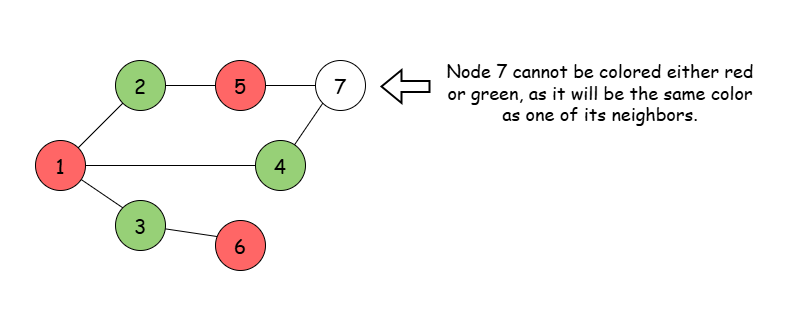 2
5
7
Node 7 cannot be colored either red
or green, as it will be the same color
as one of its neighbors.
1
4
3
6